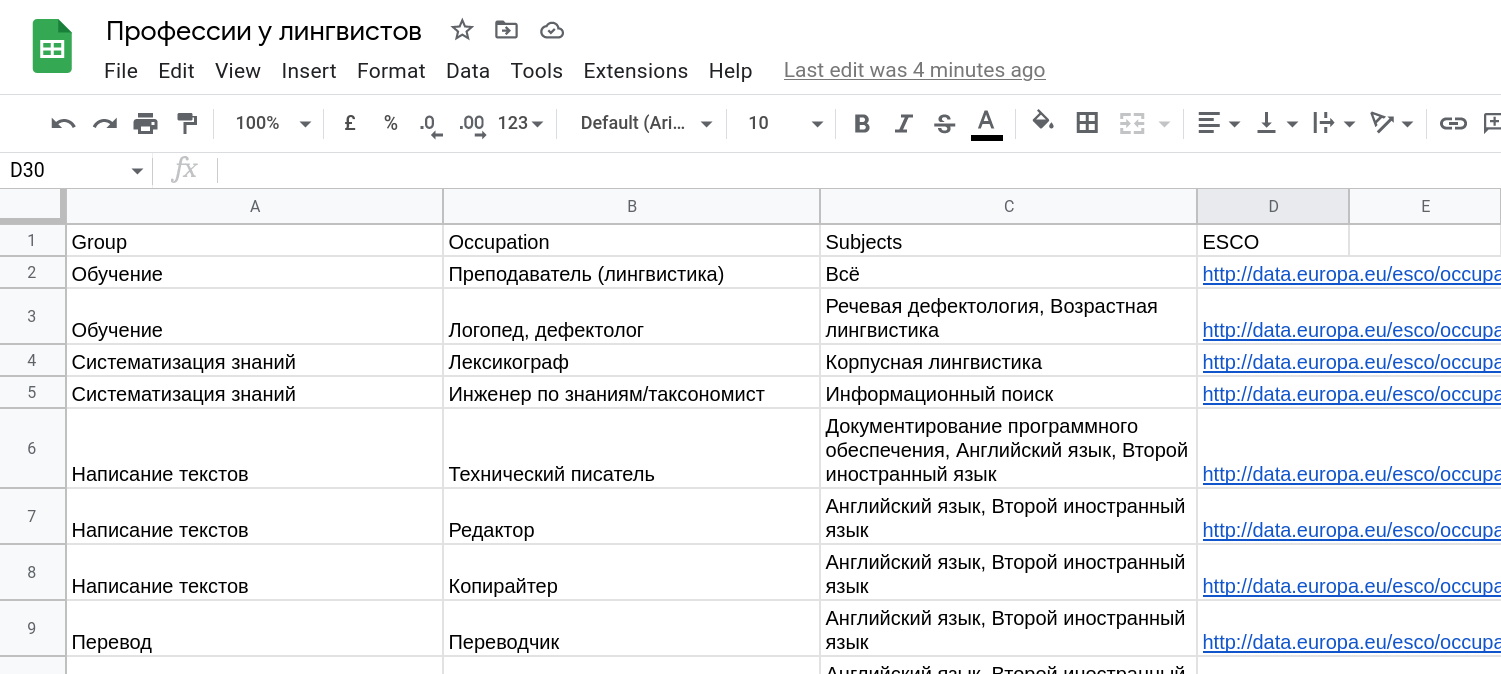 Профессии у лингвистов
File Edit View Insert Format Data Tools Extensions Help Last edit was 4 minutes ago
100% £ % .0 .00 123 Default (Ari... 10 B I S A
D30 fx
A B C D E
1 Group Occupation Subjects ESCO
2 Обучение Преподаватель (лингвистика) Всё http://data.europa.eu/esco/occupa
Речевая дефектология, Возрастная
3 Обучение Логопед, дефектолог лингвистика http://data.europa.eu/esco/occupa
4 Систематизация знаний Лексикограф Корпусная лингвистика http://data.europa.eu/esco/occupa
5 Систематизация знаний Инженер по знаниям/таксономист Информационный поиск http://data.europa.eu/esco/occupa
Документирование программного
обеспечения, Английский язык, Второй
6 Написание текстов Технический писатель иностранный язык http://data.europa.eu/esco/occupa
Английский язык, Второй иностранный
7 Написание текстов Редактор язык http://data.europa.eu/esco/occupa
Английский язык, Второй иностранный
8 Написание текстов Копирайтер язык http://data.europa.eu/esco/occupa
Английский язык, Второй иностранный
9 Перевод Переводчик язык http://data.europa.eu/esco/occupa
Английский язык, Второй иностранный